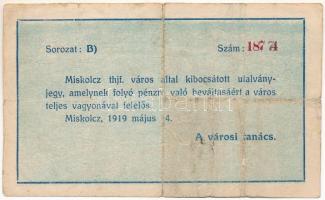 Sorozat: B) Szám: 18774
Miskolcz thjf. város által kibocsátott utalvány-
jegy, amelynek folyó pénzre való beváltásáért a város
teljes vagyonával felelős.
Miskolcz, 1919 május 4.
A városi tanács.